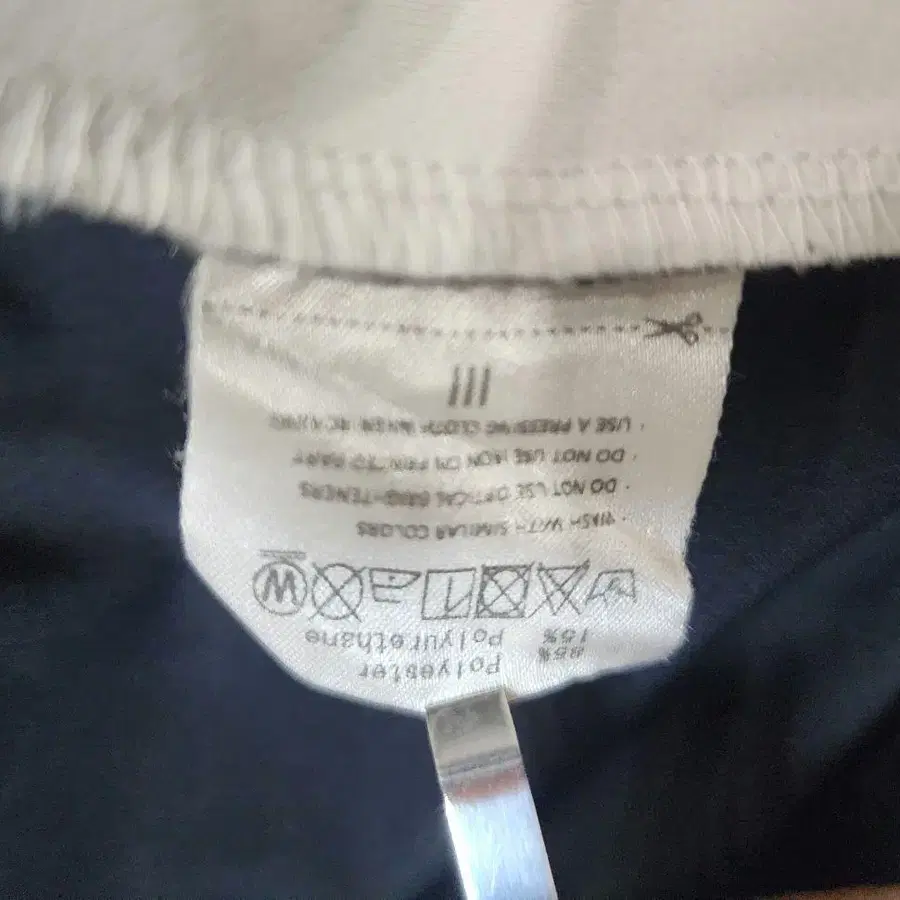 85% Polyester
15% Polyurethane
W
· WASH WITH SIMILAR COLORS
· DO NOT USE OPTICAL BRIGHTENERS
· DO NOT USE IRON ON PRINTED PART
· USE A PRESSING CLOTH WHEN IRONING
III